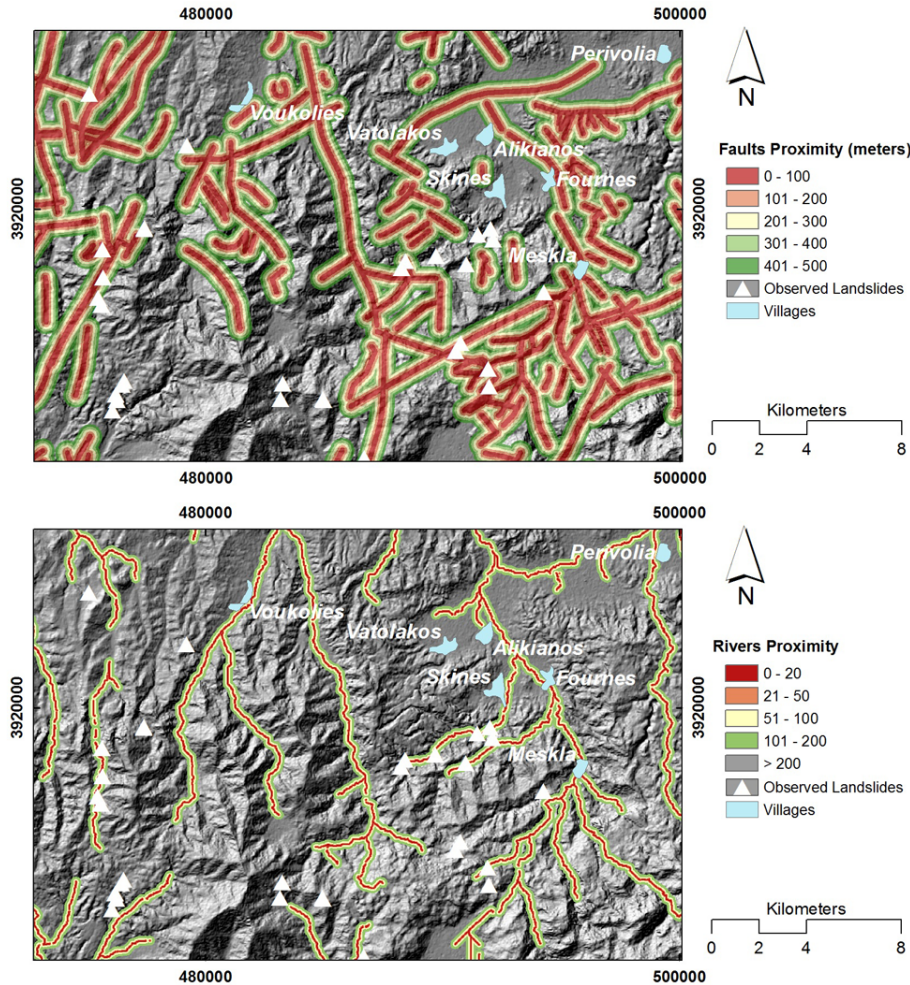 480000
500000
Perivolia
Voukolies
Vatolakos
Alikianos
Skines
Fournes
Meskla
3920000
3920000
N
Faults Proximity (meters)
0 - 100
101 - 200
201 - 300
301 - 400
401 - 500
Observed Landslides
Villages
Kilometers
0 2 4 8
480000
500000
480000
500000
Perivolia
Voukolies
Vatolakos
Alikianos
Skines
Fournes
Meskla
3920000
3920000
N
Rivers Proximity
0 - 20
21 - 50
51 - 100
101 - 200
> 200
Observed Landslides
Villages
Kilometers
0 2 4 8
480000
500000